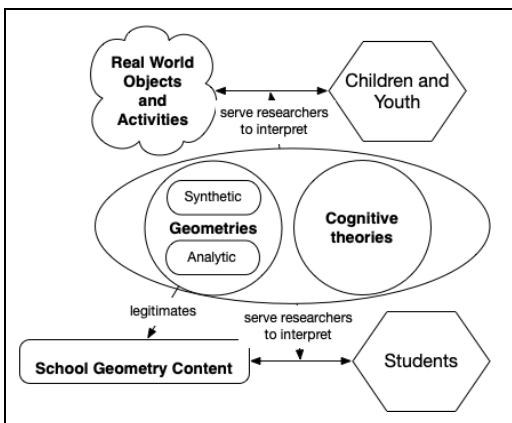 Real World
Objects
and
Activities
Children and
Youth
serve researchers
to interpret
Synthetic
Geometries
Analytic
Cognitive
theories
legitimates
serve researchers
to interpret
School Geometry Content
Students